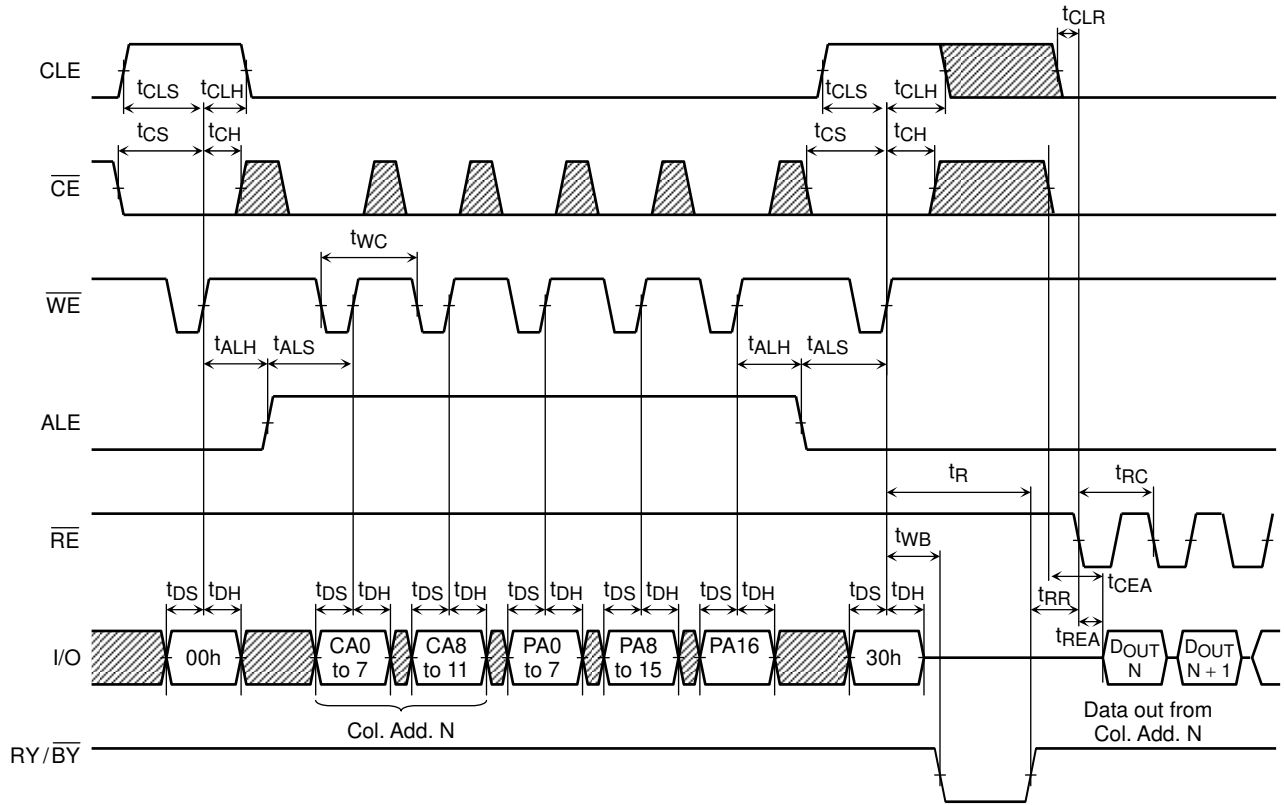 tCLR
CLE
tCLS tCLH tCLS tCLH
tCS tCH tCS tCH
CE
tWC
WE
tALH tALS tALH tALS
ALE
tR tRC
RE
tWB
tDS tDH tDS tDH tDS tDH tDS tDH tDS tDH tDS tDH tDS tDH tRR tCEA
tREA
I/O 00h CA0 to 7 CA8 to 11 PA0 to 7 PA8 to 15 PA16 30h DOUT N DOUT N + 1
Col. Add. N
Data out from
Col. Add. N
RY/BY